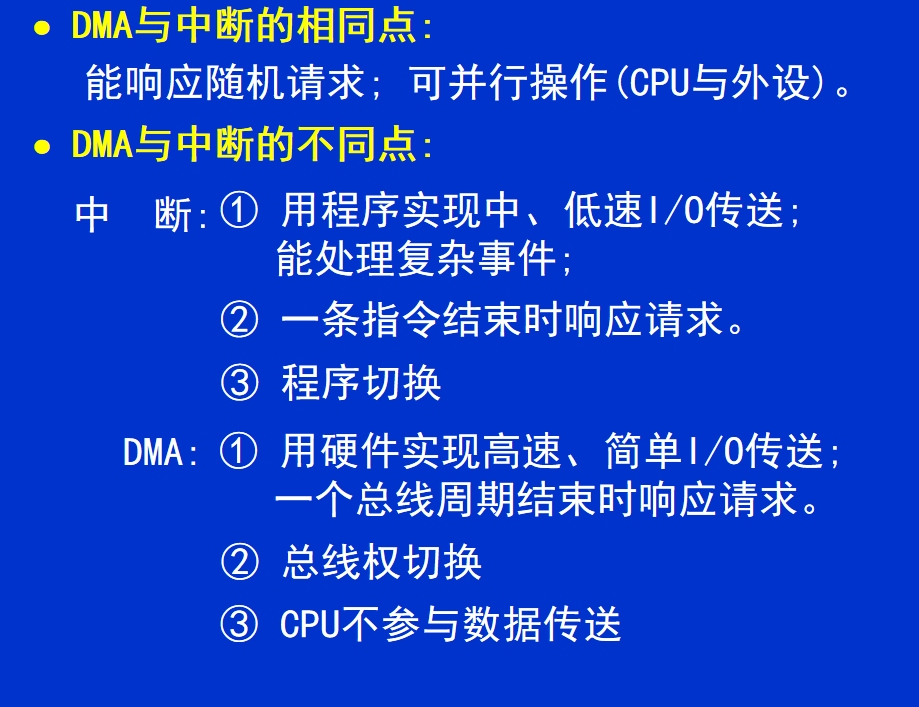 ● DMA与中断的相同点:
能响应随机请求; 可并行操作(CPU与外设)。
● DMA与中断的不同点:
中 断: ① 用程序实现中、低速I/O传送;
能处理复杂事件;
② 一条指令结束时响应请求。
③ 程序切换
DMA: ① 用硬件实现高速、简单I/O传送;
一个总线周期结束时响应请求。
② 总线权切换
③ CPU不参与数据传送